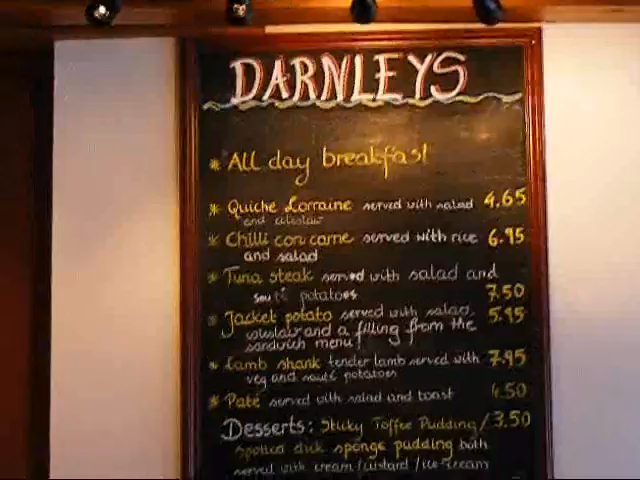 DARNLEYS
* All day breakfast
* Quiche Lorraine served with salad 4.65
and coleslaw
* Chilli con carne served with rice 6.95
and salad
* Tuna steak served with salad and
sauté potatoes 7.50
* Jacket potato served with salad, 5.95
coleslaw and a filling from the
sandwich menu
* Lamb shank tender lamb served with 7.95
veg and sauté potatoes
* Paté served with salad and toast 4.50
Desserts: Sticky Toffee Pudding / 3.50
spotted dick sponge pudding both
served with cream / custard / ice-cream